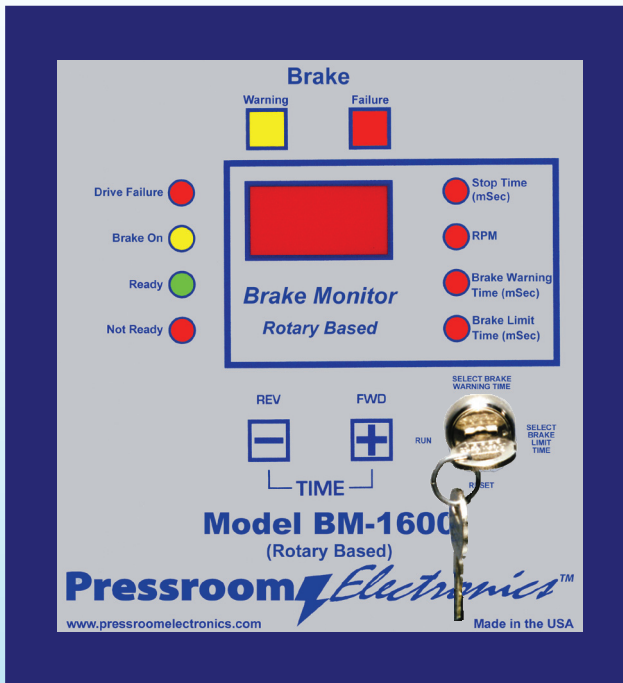 Brake
Warning
Failure
Drive Failure
Brake On
Ready
Not Ready
Stop Time
(mSec)
RPM
Brake Warning
Time (mSec)
Brake Limit
Time (mSec)
Brake Monitor
Rotary Based
SELECT BRAKE
WARNING TIME
RUN
SELECT
BRAKE
LIMIT
TIME
RESET
REV
FWD
− +
TIME
Model BM-1600
(Rotary Based)
Pressroom Electronics™
www.pressroomelectronics.com
Made in the USA